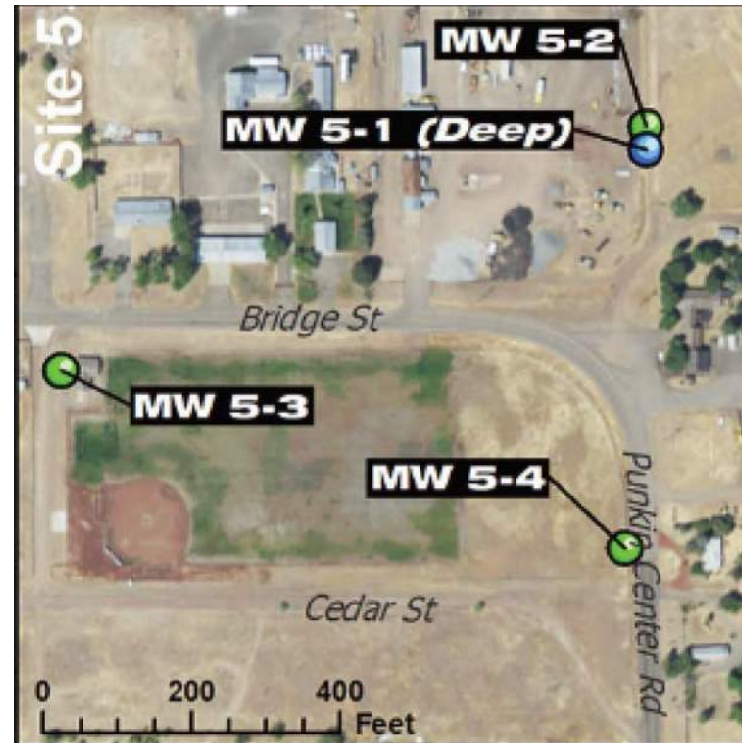 Site 5
MW 5-2
MW 5-1 (Deep)
Bridge St
MW 5-3
MW 5-4
Punkin Center Rd
Cedar St
0 200 400
Feet